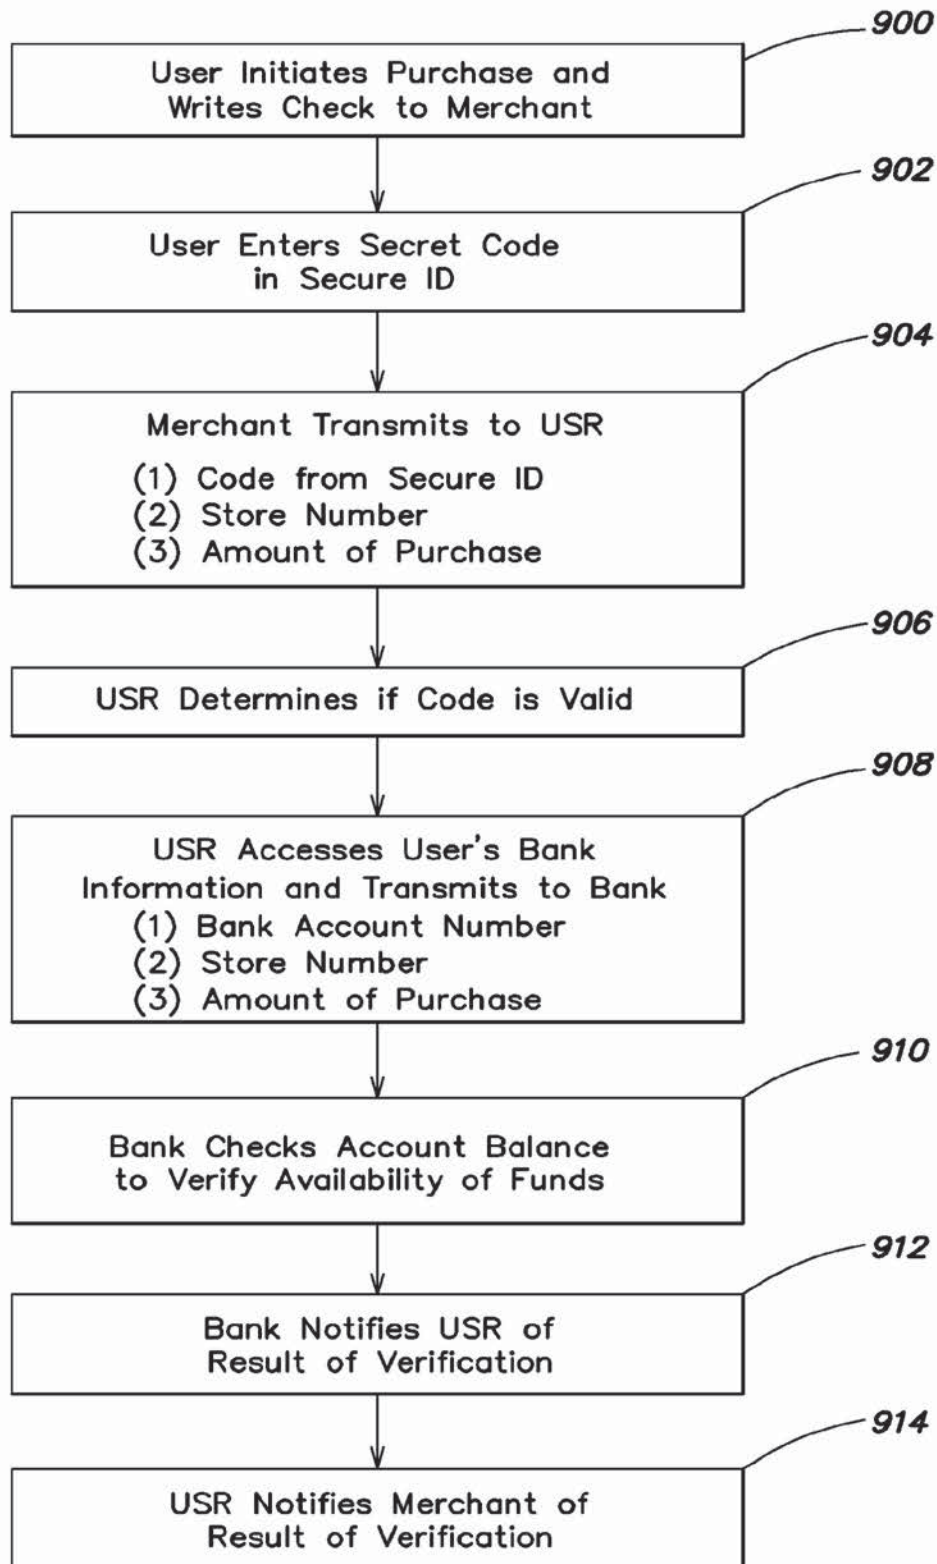 900
User Initiates Purchase and
Writes Check to Merchant
902
User Enters Secret Code
in Secure ID
904
Merchant Transmits to USR
(1) Code from Secure ID
(2) Store Number
(3) Amount of Purchase
906
USR Determines if Code is Valid
908
USR Accesses User's Bank
Information and Transmits to Bank
(1) Bank Account Number
(2) Store Number
(3) Amount of Purchase
910
Bank Checks Account Balance
to Verify Availability of Funds
912
Bank Notifies USR of
Result of Verification
914
USR Notifies Merchant of
Result of Verification